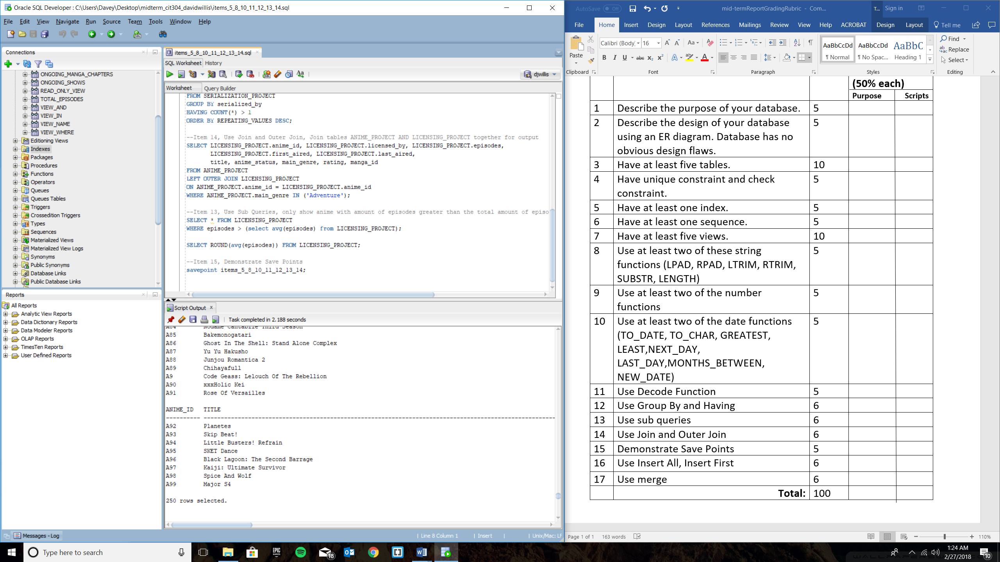 Oracle SQL Developer : C:\Users\Davey\Desktop\midterm_cit304_davidwillis\items_5_8_10_11_12_13_14.sql
File Edit View Navigate Run Source Team Tools Window Help
Connections
ONGOING_MANGA_CHAPTERS
ONGOING_SHOWS
READ_ONLY_VIEW
TOTAL_EPISODES
VIEW_AND
VIEW_IN
VIEW_NAME
VIEW_WHERE
Editioning Views
Indexes
Packages
Procedures
Functions
Operators
Queues
Queues Tables
Triggers
Crossedition Triggers
Types
Sequences
Materialized Views
Materialized View Logs
Synonyms
Public Synonyms
Database Links
Public Database Links
Reports
All Reports
Analytic View Reports
Data Dictionary Reports
Data Modeler Reports
OLAP Reports
TimesTen Reports
User Defined Reports
Messages - Log
items_5_8_10_11_12_13_14.sql
SQL Worksheet History
djwillis
Worksheet Query Builder
FROM SERIALIZATION_PROJECT
GROUP BY serialized_by
HAVING COUNT(*) > 1
ORDER BY REPEATING_VALUES DESC;
--Item 14, Use Join and Outer Join, Join tables ANIME_PROJECT AND LICENSING_PROJECT together for output
SELECT LICENSING_PROJECT.anime_id, LICENSING_PROJECT.licensed_by, LICENSING_PROJECT.episodes,
LICENSING_PROJECT.first_aired, LICENSING_PROJECT.last_aired,
title, anime_status, main_genre, rating, manga_id
FROM ANIME_PROJECT
LEFT OUTER JOIN LICENSING_PROJECT
ON ANIME_PROJECT.anime_id = LICENSING_PROJECT.anime_id
WHERE ANIME_PROJECT.main_genre IN ('Adventure');
--Item 13, Use Sub Queries, only show anime with amount of episodes greater than the total amount of episo
SELECT * FROM LICENSING_PROJECT
WHERE episodes > (select avg(episodes) from LICENSING_PROJECT);
SELECT ROUND(avg(episodes)) FROM LICENSING_PROJECT;
--Item 15, Demonstrate Save Points
savepoint items_5_8_10_11_12_13_14;
Script Output
Task completed in 2.188 seconds
A84 Nodame Cantabile Third Season
A85 Bakemonogatari
A86 Ghost In The Shell: Stand Alone Complex
A87 Yu Yu Hakusho
A88 Junjou Romantica 2
A89 Chihayafull
A9 Code Geass: Lelouch Of The Rebellion
A90 xxxHolic Kei
A91 Rose Of Versailles
ANIME_ID TITLE
A92 Planetes
A93 Skip Beat!
A94 Little Busters! Refrain
A95 SKET Dance
A96 Black Lagoon: The Second Barrage
A97 Kaiji: Ultimate Survivor
A98 Spice And Wolf
A99 Major S4
250 rows selected.
Line 8 Column 1 Insert Unix/Mac: LF
AutoSave Off mid-termReportGradingRubric - Com... T... Sign in
File Home Insert Design Layout References Mailings Review View Help ACROBAT Design Layout Tell me
Paste Calibri (Body) 16 Aa
B I U abc X₂ X² A ab A
AaBbCcDd AaBbCcDd AaBbC
¶ Normal ¶ No Spac... Heading 1
Find
Replace
Select
Clipboard Font Paragraph Styles Editing
(50% each)
Purpose Scripts
1 Describe the purpose of your database. 5
2 Describe the design of your database 5
using an ER diagram. Database has no
obvious design flaws.
3 Have at least five tables. 10
4 Have unique constraint and check 5
constraint.
5 Have at least one index. 5
6 Have at least one sequence. 5
7 Have at least five views. 10
8 Use at least two of these string 5
functions (LPAD, RPAD, LTRIM, RTRIM,
SUBSTR, LENGTH)
9 Use at least two of the number 5
functions
10 Use at least two of the date functions 5
(TO_DATE, TO_CHAR, GREATEST,
LEAST,NEXT_DAY,
LAST_DAY,MONTHS_BETWEEN,
NEW_DATE)
11 Use Decode Function 5
12 Use Group By and Having 6
13 Use sub queries 6
14 Use Join and Outer Join 6
15 Demonstrate Save Points 5
16 Use Insert All, Insert First 6
17 Use merge 6
Total: 100
Page 1 of 1 163 words 110%
Type here to search
EPIC GAMES
18
1:24 AM
2/27/2018
10